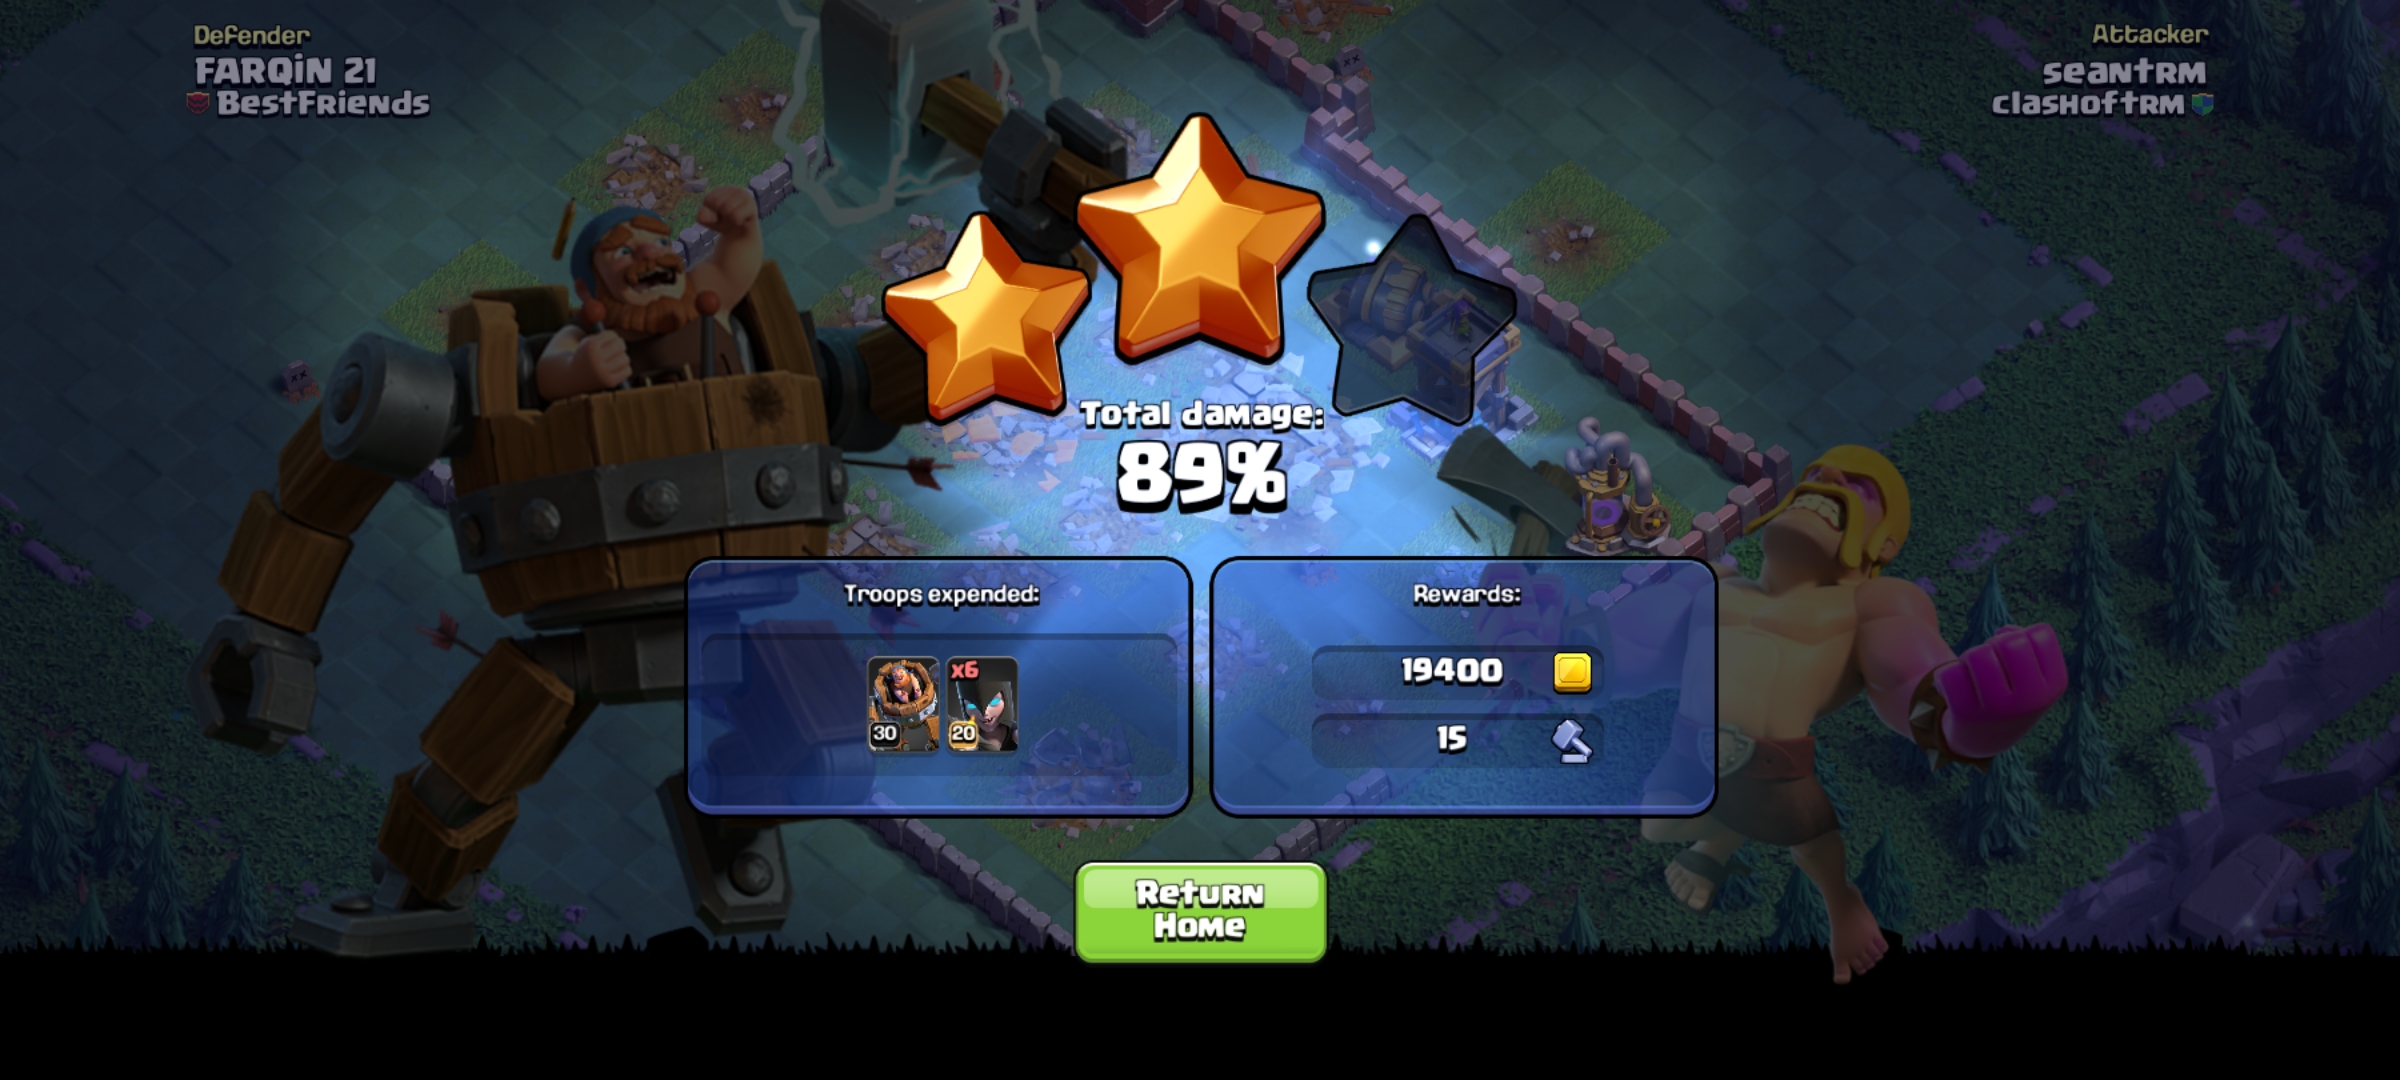 Defender
FARQiN 21
BestFriends
Attacker
seantRM
clashoftRM
Total damage:
89%
Troops expended:
x6
30
20
Rewards:
19400
15
Return
Home